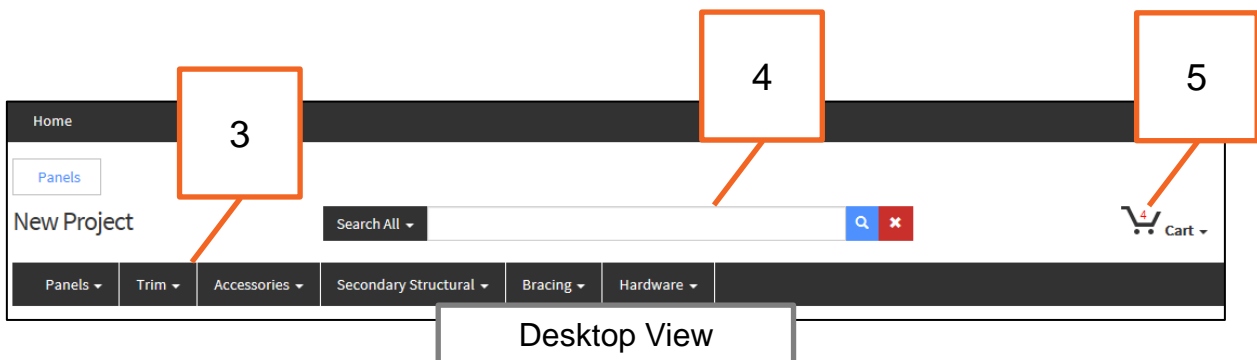 4
5
3
Home
Panels
New Project
Search All
4
Cart
Panels
Trim
Accessories
Secondary Structural
Bracing
Hardware
Desktop View